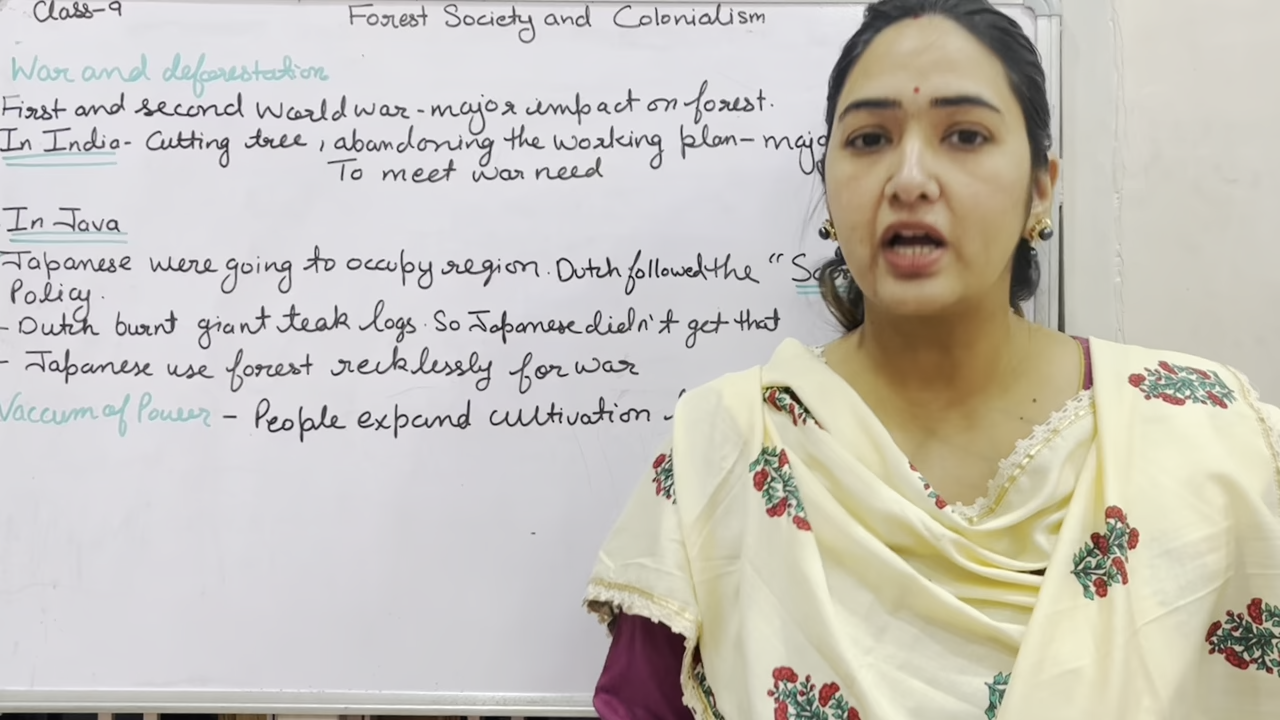 Class-9
Forest Society and Colonialism
War and deforestation
First and second World war - major impact on forest.
In India - Cutting tree, abandoning the working plan - majo
To meet war need
In Java
Japanese were going to occupy region. Dutch followed the "
Policy.
- Dutch burnt giant teak logs. So Japanese didn't get that
- Japanese use forest recklessly for war
Vaccum of Power - People expand cultivation